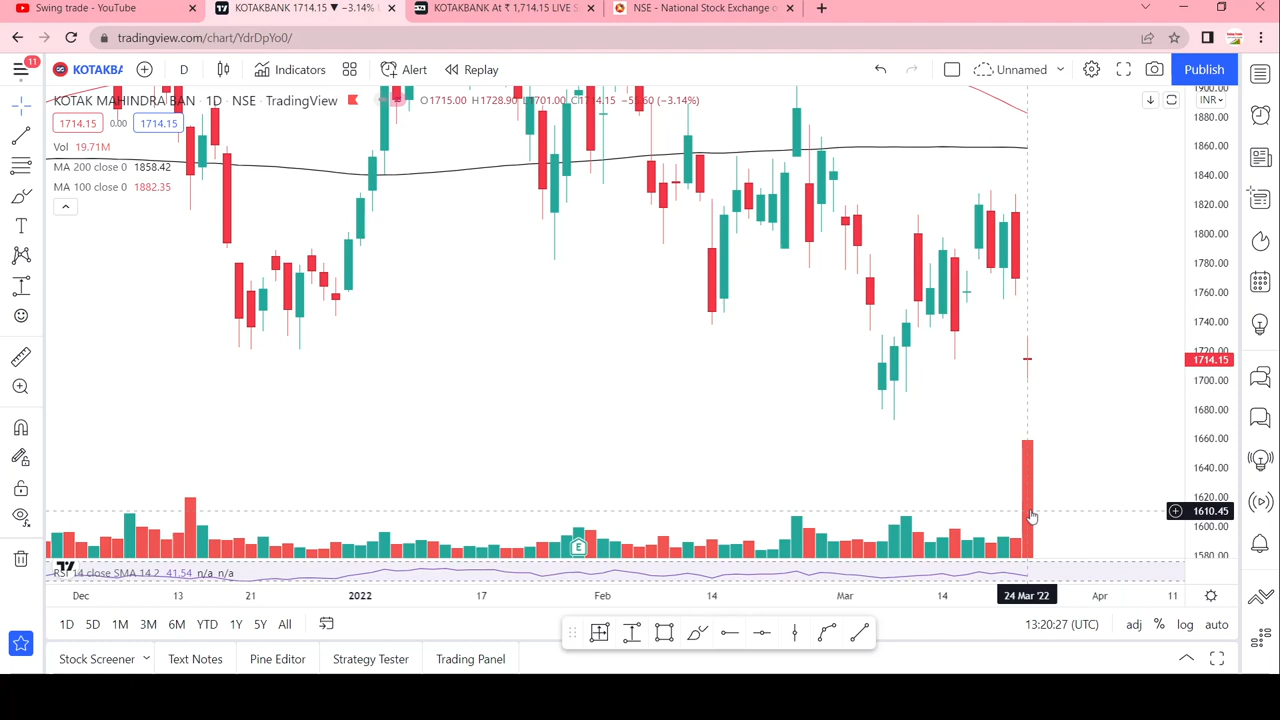 Swing trade - YouTube
KOTAKBANK 1714.15 ▼ −3.14%
KOTAKBANK At ₹ 1,714.15 LIVE S
NSE - National Stock Exchange o
tradingview.com/chart/YdrDpYo0/
11
KOTAKBA
D
Indicators
Alert
Replay
Unnamed
Publish
KOTAK MAHINDRA BAN · 1D · NSE · TradingView
O1715.00 H1728.90 L1701.00 C1714.15 −55.60 (−3.14%)
INR
1714.15 0.00 1714.15
Vol 19.71M
MA 200 close 0 1858.42
MA 100 close 0 1882.35
1900.00
1880.00
1860.00
1840.00
1820.00
1800.00
1780.00
1760.00
1740.00
1720.00
1714.15
1700.00
1680.00
1660.00
1640.00
1620.00
1610.45
1600.00
1580.00
E
RSI 14 close SMA 14 2 41.54 n/a n/a
Dec 13 21 2022 17 Feb 14 Mar 14 24 Mar '22 Apr 11
1D 5D 1M 3M 6M YTD 1Y 5Y All
13:20:27 (UTC) adj % log auto
Stock Screener Text Notes Pine Editor Strategy Tester Trading Panel